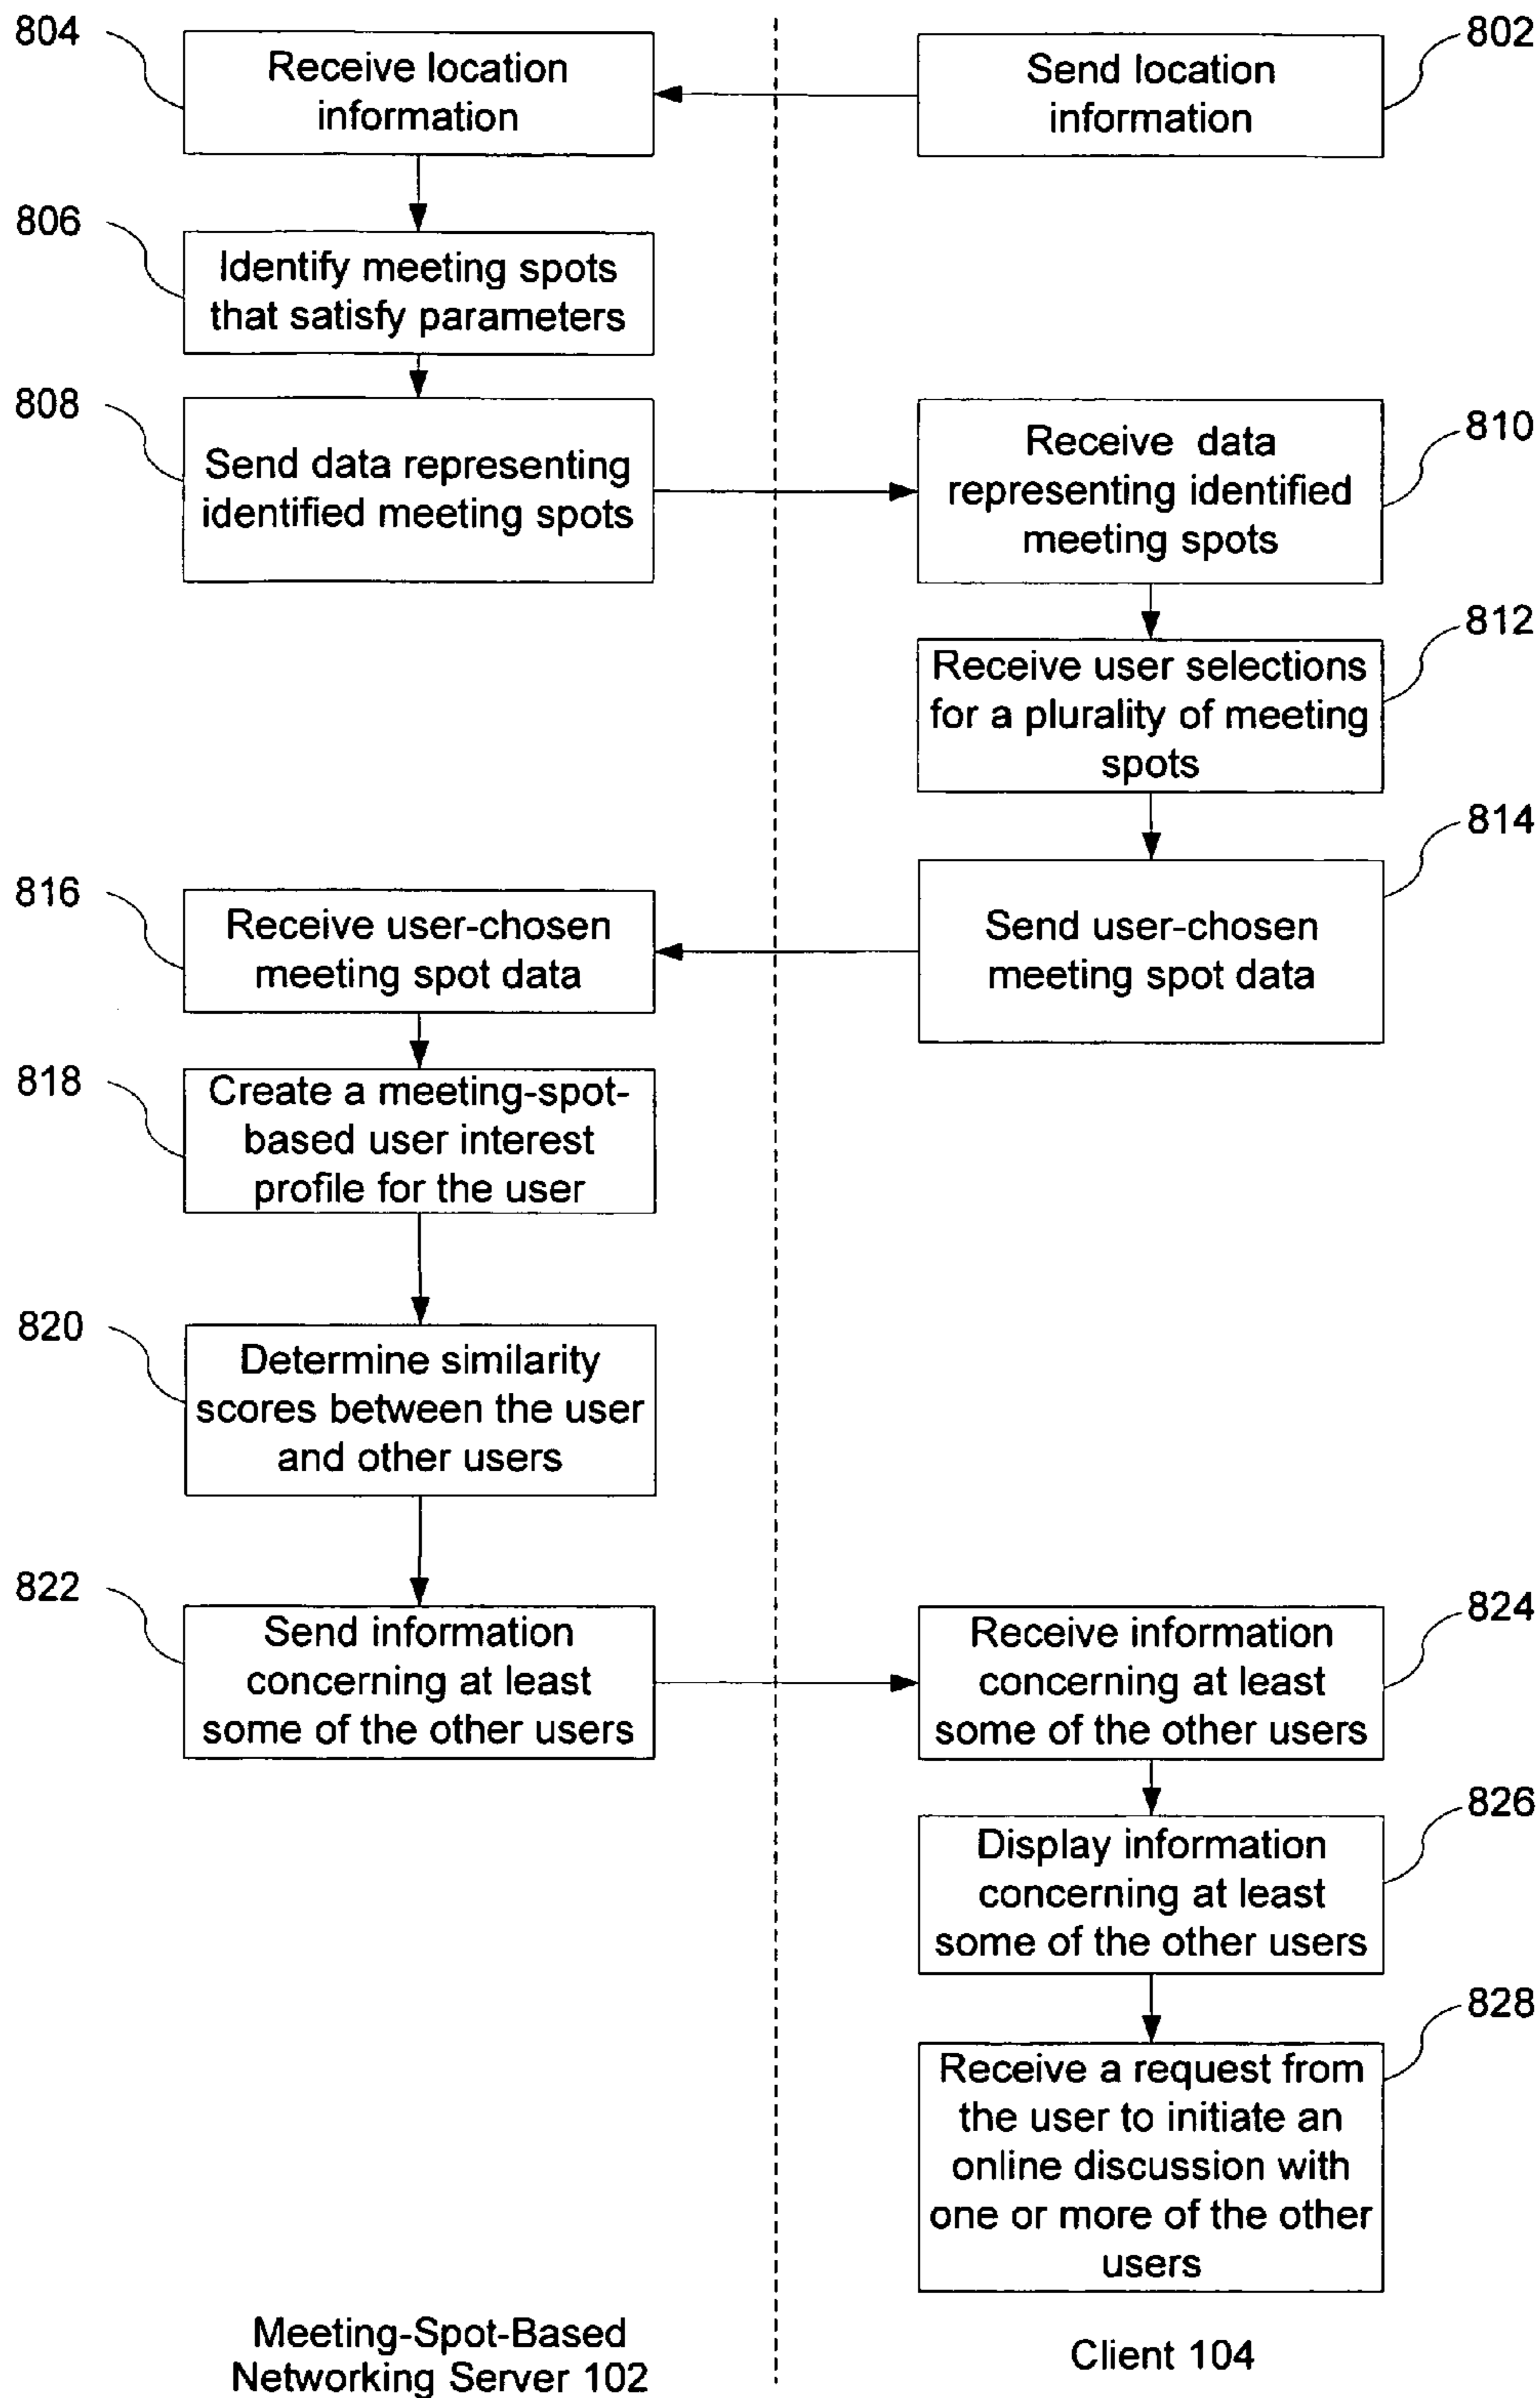 804
Receive location
information
802
Send location
information
806
Identify meeting spots
that satisfy parameters
808
Send data representing
identified meeting spots
810
Receive data
representing identified
meeting spots
812
Receive user selections
for a plurality of meeting
spots
814
Send user-chosen
meeting spot data
816
Receive user-chosen
meeting spot data
818
Create a meeting-spot-
based user interest
profile for the user
820
Determine similarity
scores between the user
and other users
822
Send information
concerning at least
some of the other users
824
Receive information
concerning at least
some of the other users
826
Display information
concerning at least
some of the other users
828
Receive a request from
the user to initiate an
online discussion with
one or more of the other
users
Meeting-Spot-Based
Networking Server 102
Client 104